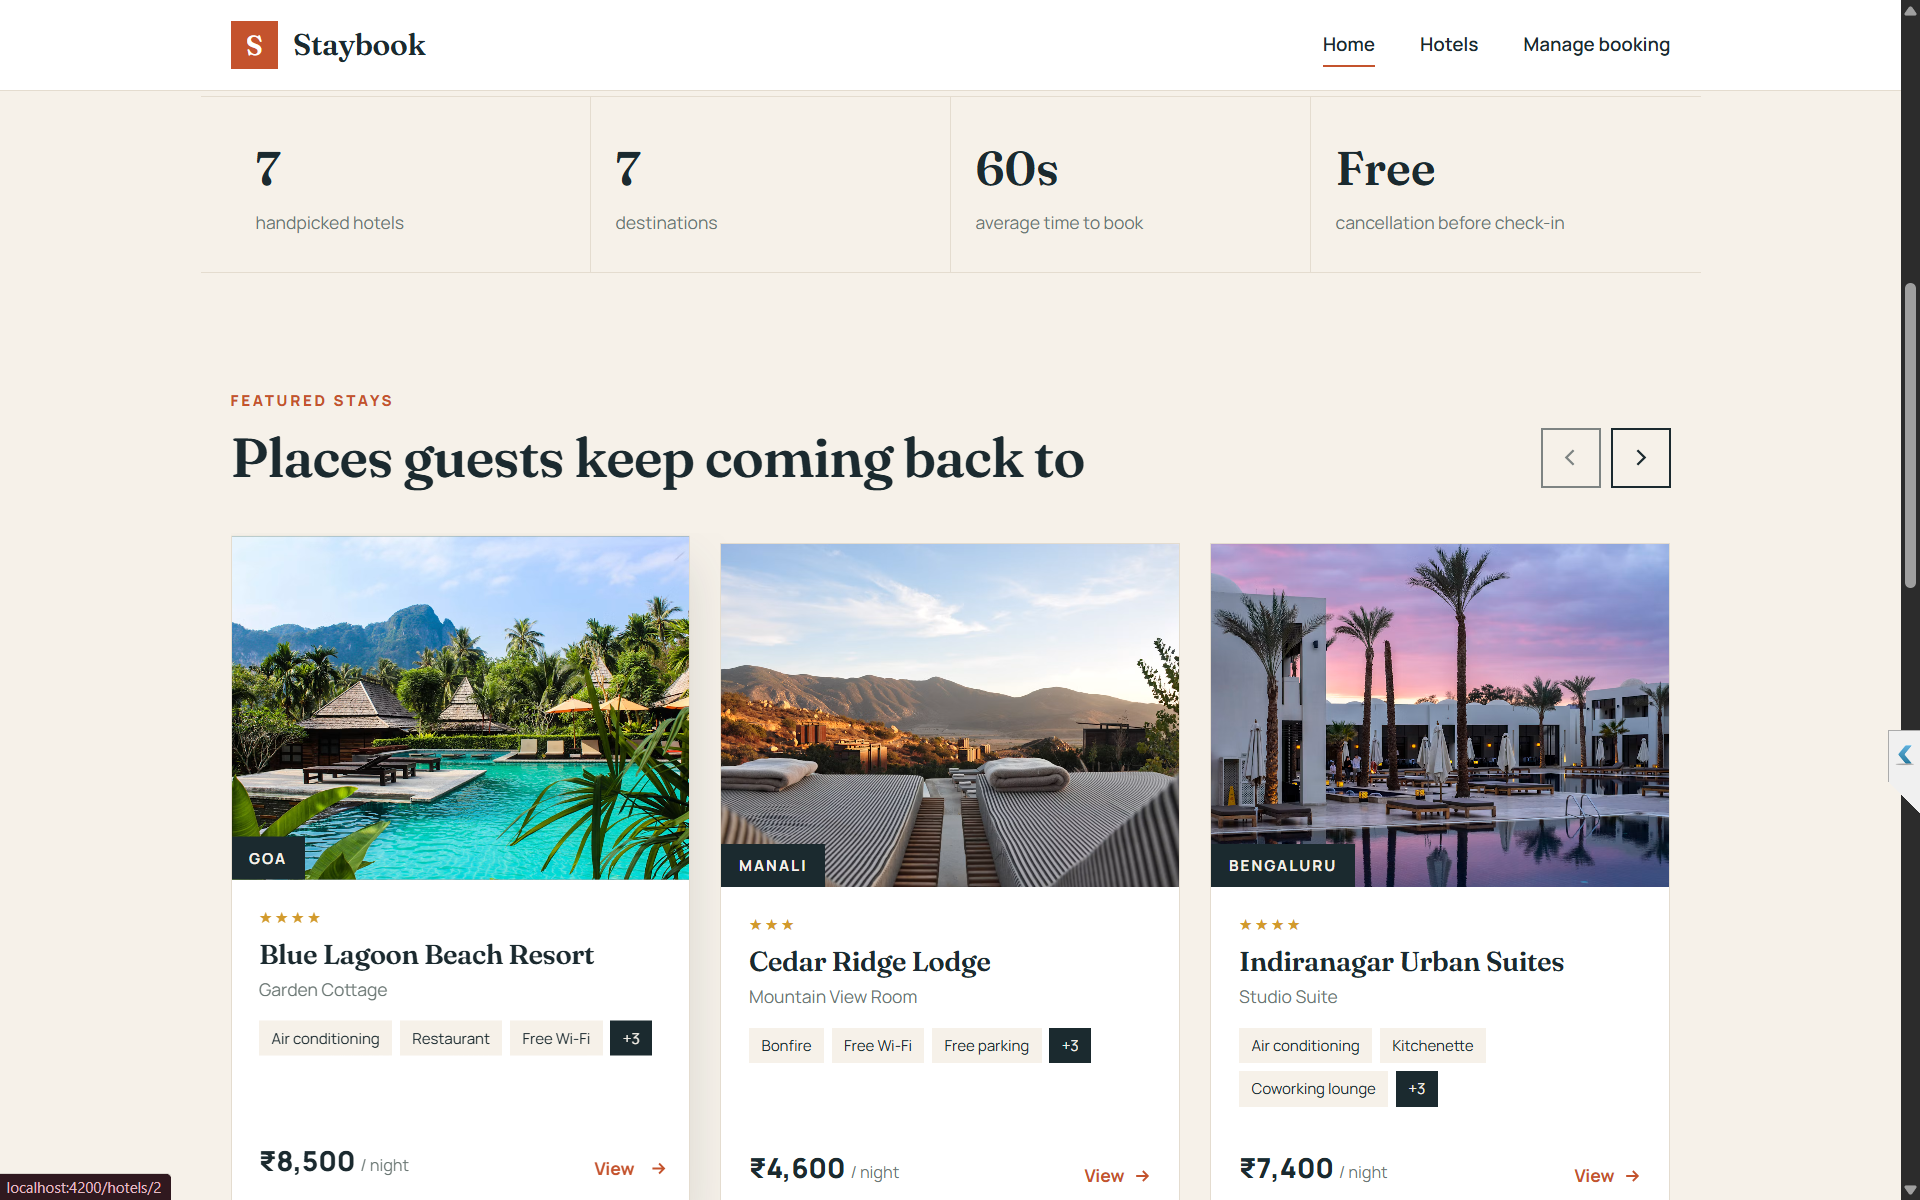 S Staybook
Home Hotels Manage booking
7
handpicked hotels
7
destinations
60s
average time to book
Free
cancellation before check-in
FEATURED STAYS
Places guests keep coming back to
GOA
★★★★
Blue Lagoon Beach Resort
Garden Cottage
Air conditioning Restaurant Free Wi-Fi +3
₹8,500 / night View →
MANALI
★★★
Cedar Ridge Lodge
Mountain View Room
Bonfire Free Wi-Fi Free parking +3
₹4,600 / night View →
BENGALURU
★★★★
Indiranagar Urban Suites
Studio Suite
Air conditioning Kitchenette
Coworking lounge +3
₹7,400 / night View →
localhost:4200/hotels/2